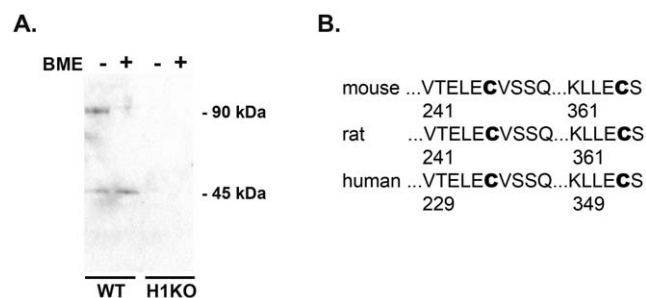 A.
BME - + - +
- 90 kDa
- 45 kDa
WT H1KO
B.
mouse ...VTELECVSSQ...KLLECS
241 361
rat ...VTELECVSSQ...KLLECS
241 361
human ...VTELECVSSQ...KLLECS
229 349